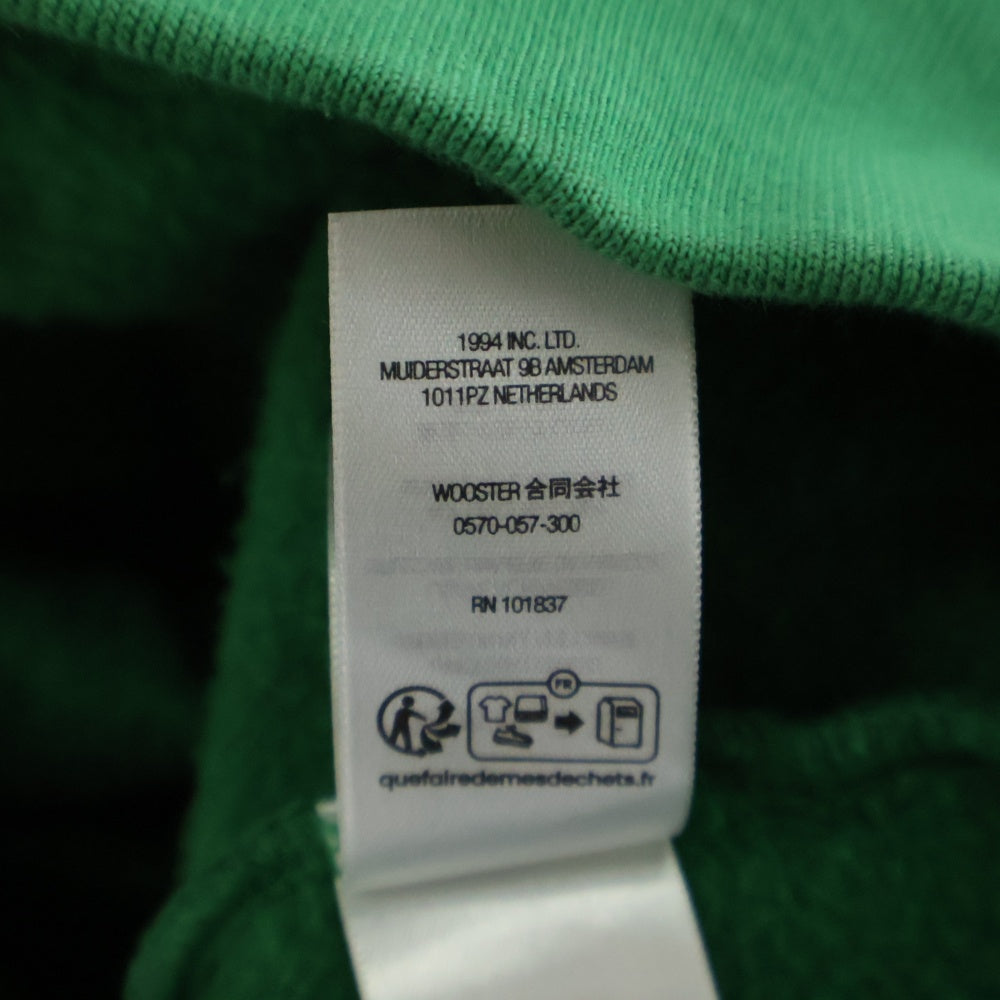 1994 INC. LTD.
MUIDERSTRAAT 9B AMSTERDAM
1011PZ NETHERLANDS
WOOSTER 合同会社
0570-057-300
RN 101837
FR
quefairedemesdechets.fr